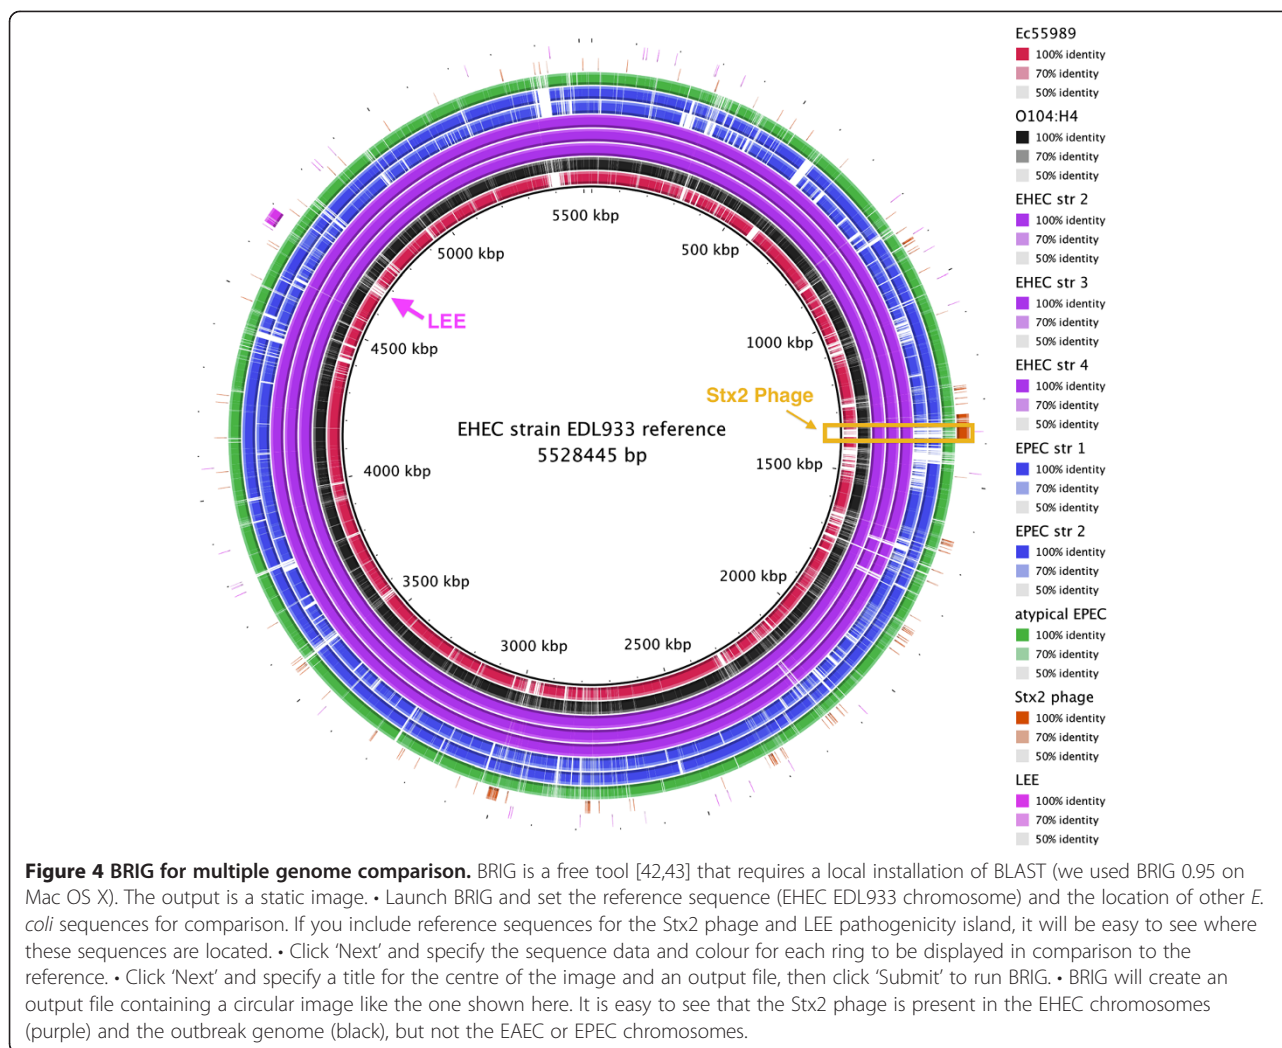 5500 kbp
500
5000 kbp
LEE
4500 kbp
1000 kbp
Stx2 Phage
EHEC strain EDL933 reference
5528445 bp
4000 kbp
1500 kbp
3500 kbp
2000 kbp
3000 kbp
2500 kbp
Ec55989
100% identity
70% identity
50% identity
O104:H4
100% identity
70% identity
50% identity
EHEC str 2
100% identity
70% identity
50% identity
EHEC str 3
100% identity
70% identity
50% identity
EHEC str 4
100% identity
70% identity
50% identity
EPEC str 1
100% identity
70% identity
50% identity
EPEC str 2
100% identity
70% identity
50% identity
atypical EPEC
100% identity
70% identity
50% identity
Stx2 phage
100% identity
70% identity
50% identity
LEE
100% identity
70% identity
50% identity
Figure 4 BRIG for multiple genome comparison. BRIG is a free tool [42,43] that requires a local installation of BLAST (we used BRIG 0.95 on
Mac OS X). The output is a static image. • Launch BRIG and set the reference sequence (EHEC EDL933 chromosome) and the location of other E.
coli sequences for comparison. If you include reference sequences for the Stx2 phage and LEE pathogenicity island, it will be easy to see where
these sequences are located. • Click ‘Next’ and specify the sequence data and colour for each ring to be displayed in comparison to the
reference. • Click ‘Next’ and specify a title for the centre of the image and an output file, then click ‘Submit’ to run BRIG. • BRIG will create an
output file containing a circular image like the one shown here. It is easy to see that the Stx2 phage is present in the EHEC chromosomes
(purple) and the outbreak genome (black), but not the EAEC or EPEC chromosomes.